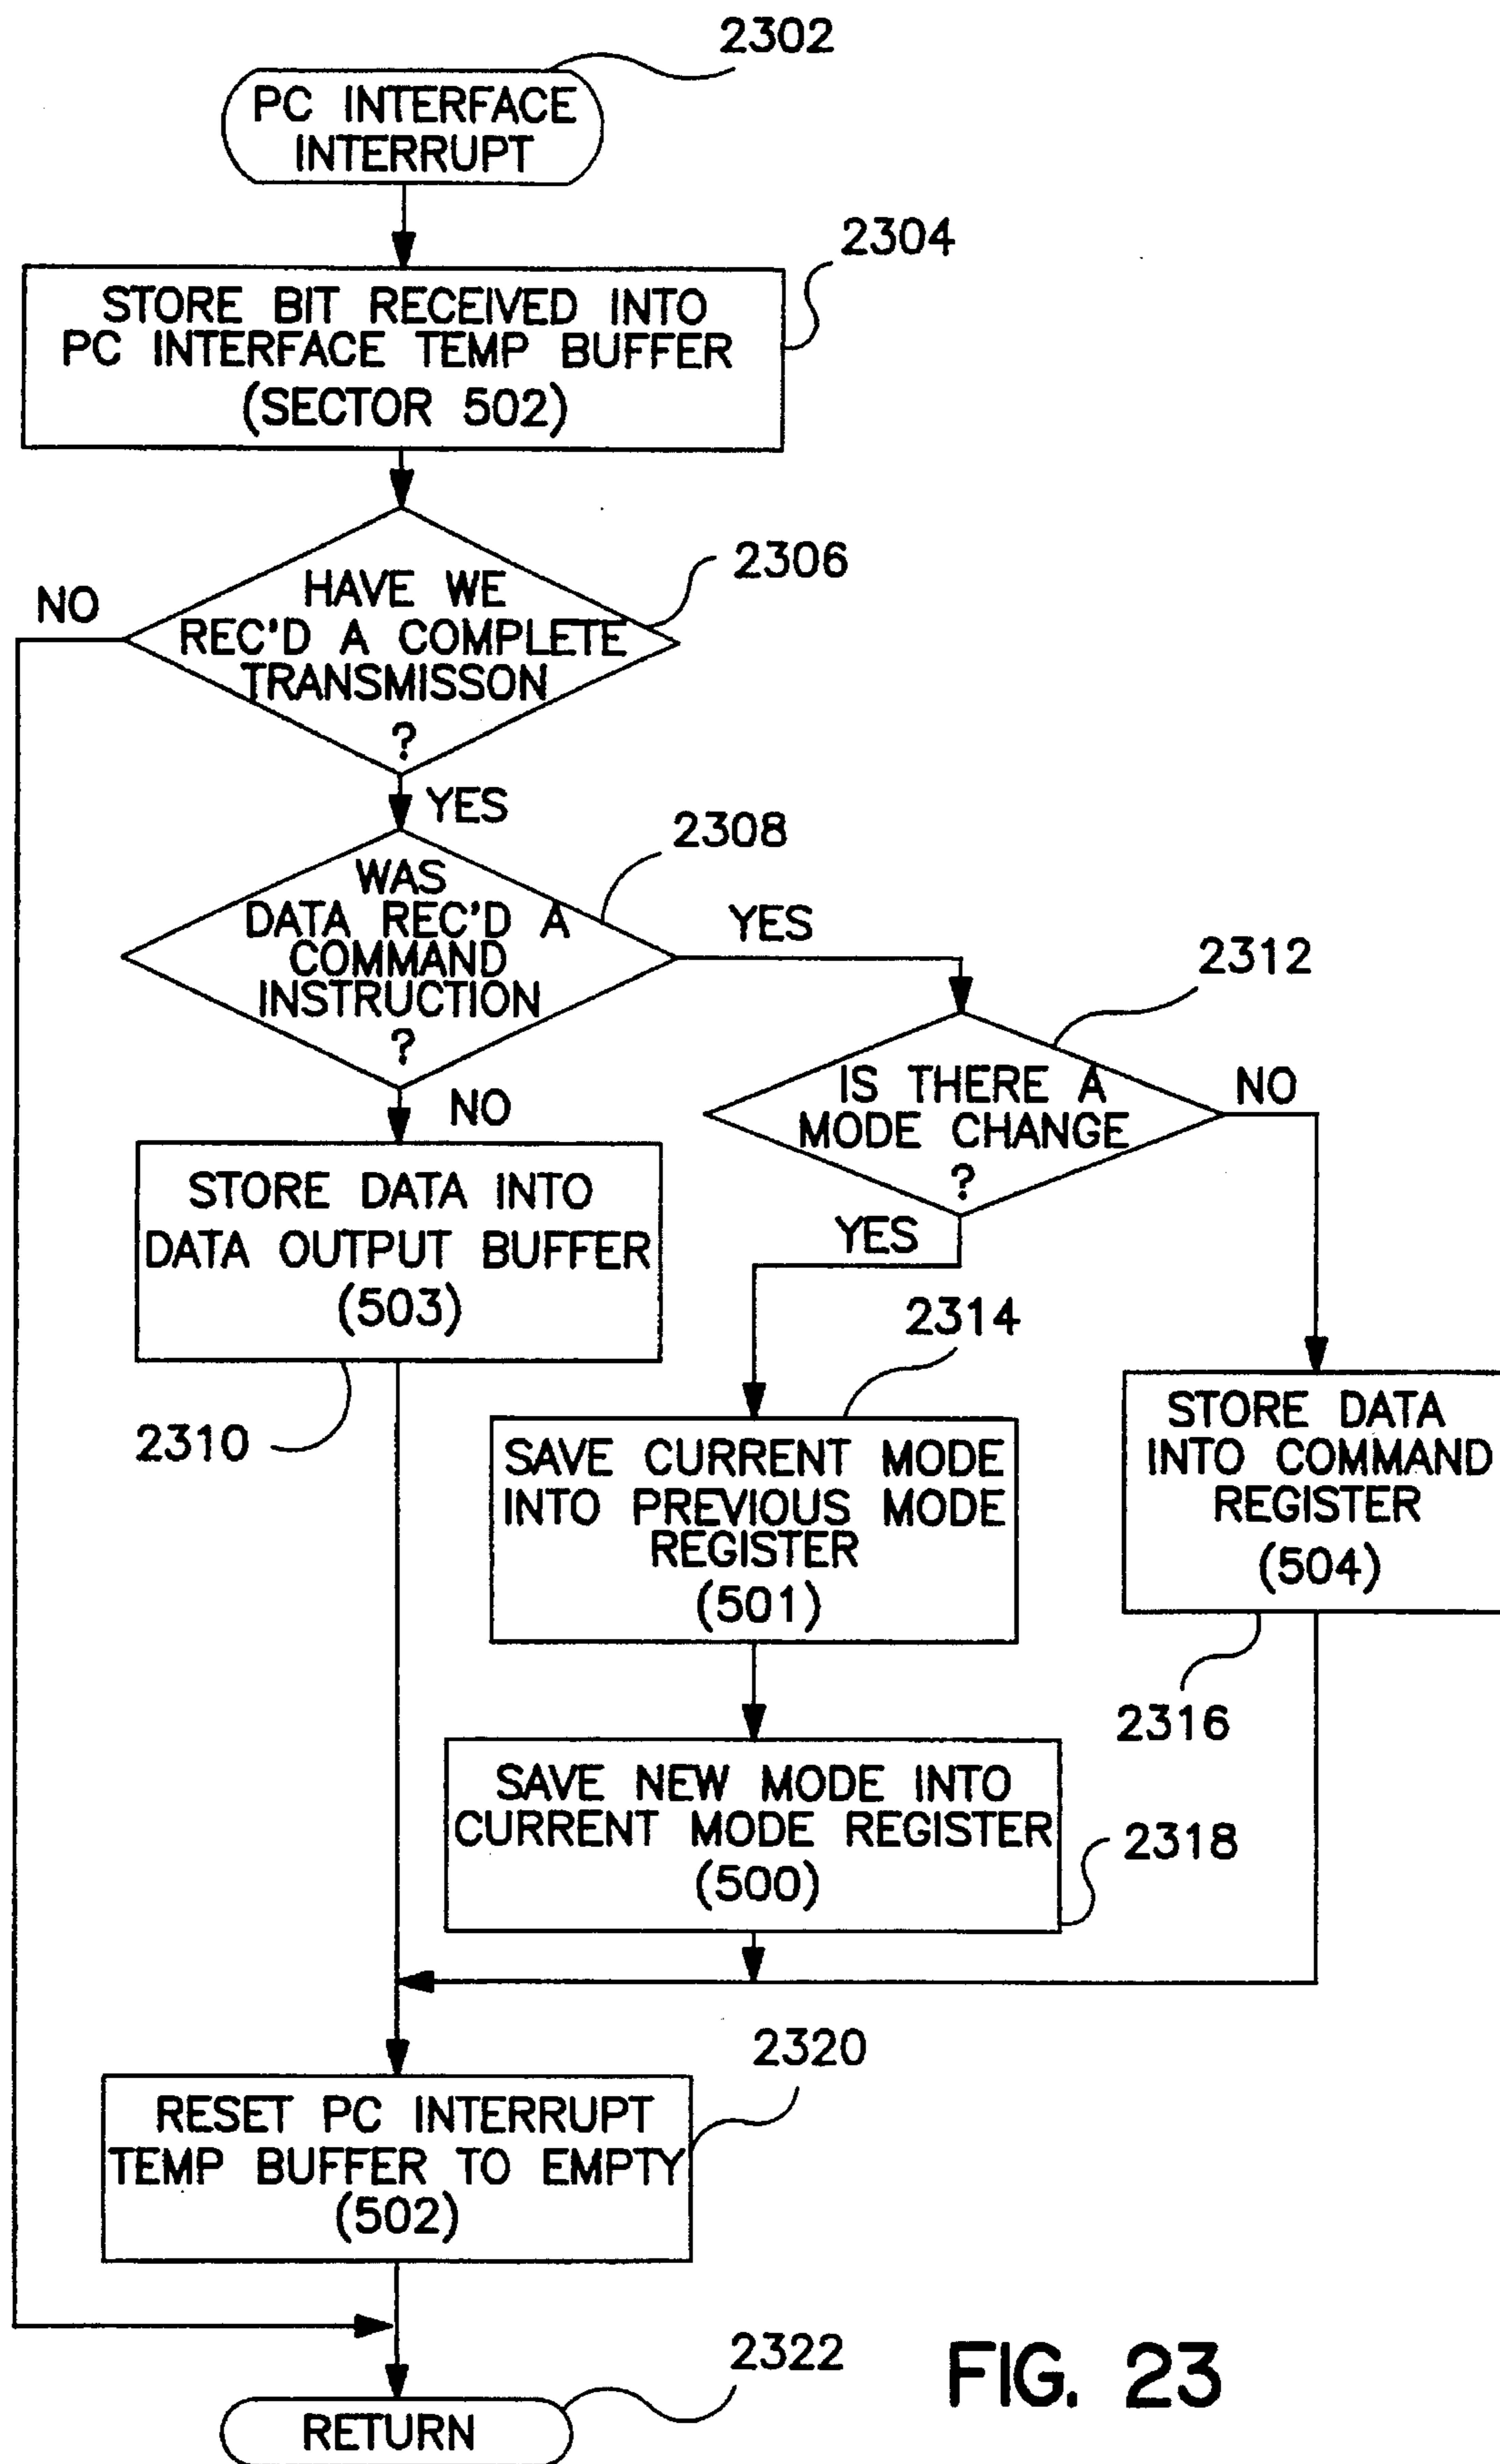 2302
PC INTERFACE
INTERRUPT
2304
STORE BIT RECEIVED INTO
PC INTERFACE TEMP BUFFER
(SECTOR 502)
2306
HAVE WE
REC'D A COMPLETE
TRANSMISSON
?
NO
YES
2308
WAS
DATA REC'D A
COMMAND
INSTRUCTION
?
YES
NO
2312
IS THERE A
MODE CHANGE
?
NO
YES
STORE DATA INTO
DATA OUTPUT BUFFER
(503)
2310
2314
SAVE CURRENT MODE
INTO PREVIOUS MODE
REGISTER
(501)
STORE DATA
INTO COMMAND
REGISTER
(504)
2316
SAVE NEW MODE INTO
CURRENT MODE REGISTER
(500)
2318
2320
RESET PC INTERRUPT
TEMP BUFFER TO EMPTY
(502)
2322
RETURN
FIG. 23